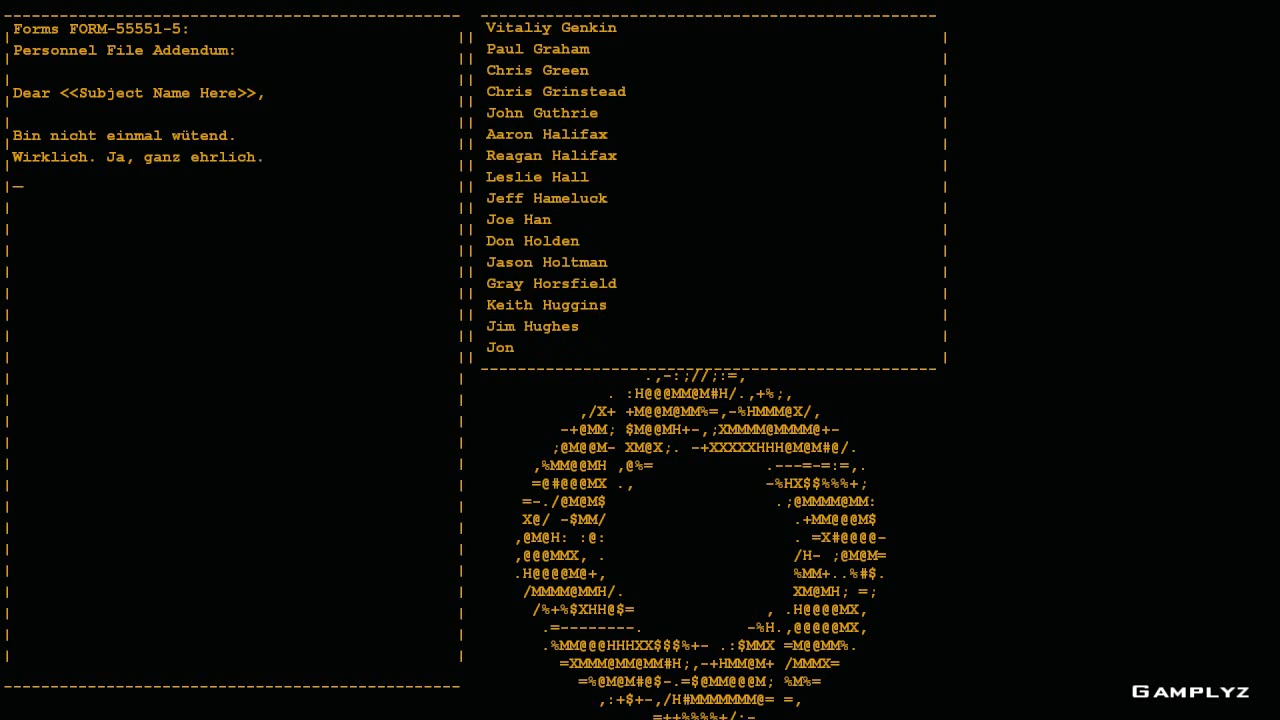 Forms FORM-55551-5:
Personnel File Addendum:
Dear <<Subject Name Here>>,
Bin nicht einmal wütend.
Wirklich. Ja, ganz ehrlich.
Vitaliy Genkin
Paul Graham
Chris Green
Chris Grinstead
John Guthrie
Aaron Halifax
Reagan Halifax
Leslie Hall
Jeff Hameluck
Joe Han
Don Holden
Jason Holtman
Gray Horsfield
Keith Huggins
Jim Hughes
Jon
GAMPLYZ